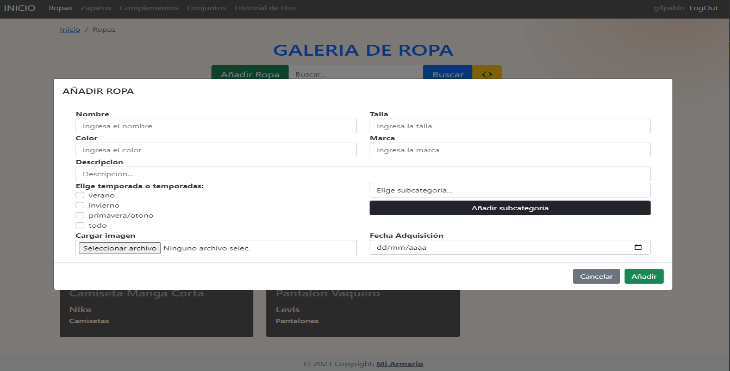 INICIO Ropas Zapatos Complementos Conjuntos Historial de Uso gilpablo LogOut
Inicio / Ropas
GALERIA DE ROPA
Añadir Ropa Buscar... Buscar <>
AÑADIR ROPA
Nombre Talla
Ingresa el nombre Ingresa la talla
Color Marca
Ingresa el color Ingresa la marca
Descripcion
Descripcion...
Elige temporada o temporadas: Elige subcategoría...
verano
invierno Añadir subcategoria
primavera/otono
todo
Cargar imagen Fecha Adquisición
Seleccionar archivo Ninguno archivo selec. dd/mm/aaaa
Cancelar Añadir
Camiseta Manga Corta Pantalón Vaquero
Nike Levis
Camisetas Pantalones
© 2023 Copyright: Mi Armario